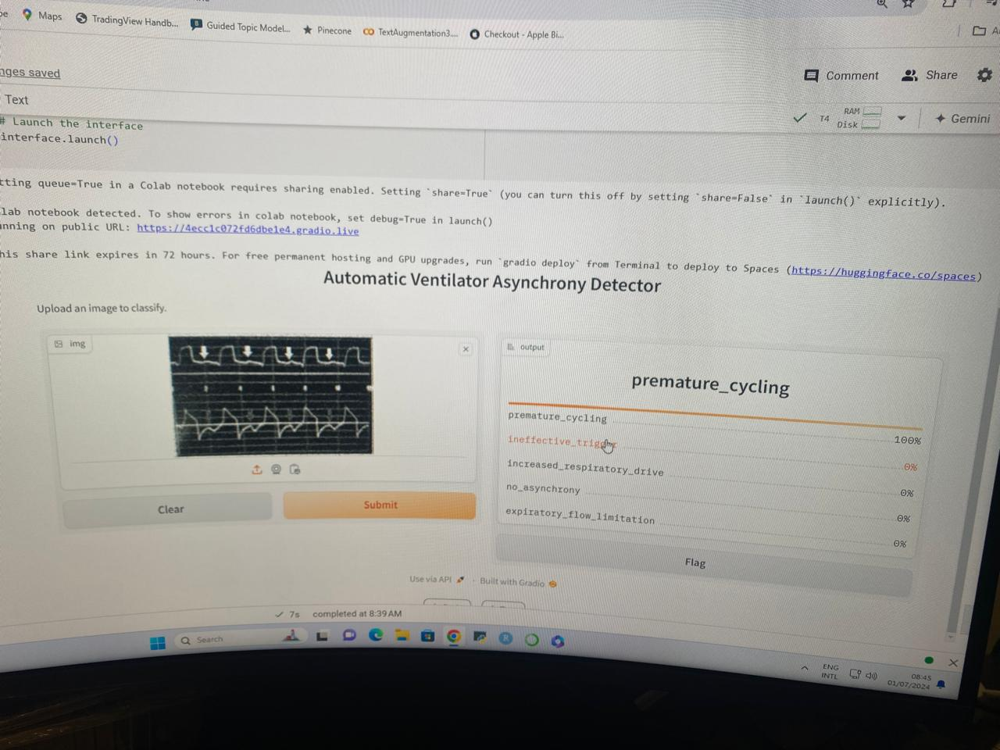 Maps
TradingView Handb...
Guided Topic Model...
Pinecone
TextAugmentation3....
Checkout - Apple Bi...
nges saved
Comment
Share
Text
T4
RAM
Disk
Gemini
# Launch the interface
interface.launch()
tting queue=True in a Colab notebook requires sharing enabled. Setting `share=True` (you can turn this off by setting `share=False` in `launch()` explicitly).
lab notebook detected. To show errors in colab notebook, set debug=True in launch()
nning on public URL: https://4ecc1c072fd6dbe1e4.gradio.live
his share link expires in 72 hours. For free permanent hosting and GPU upgrades, run `gradio deploy` from Terminal to deploy to Spaces (https://huggingface.co/spaces)
Automatic Ventilator Asynchrony Detector
Upload an image to classify.
img
output
premature_cycling
premature_cycling 100%
ineffective_trigger 0%
increased_respiratory_drive 0%
no_asynchrony 0%
expiratory_flow_limitation 0%
Clear
Submit
Flag
Use via API · Built with Gradio
7s completed at 8:39 AM
Search
ENG
INTL
08:45
01/07/2024